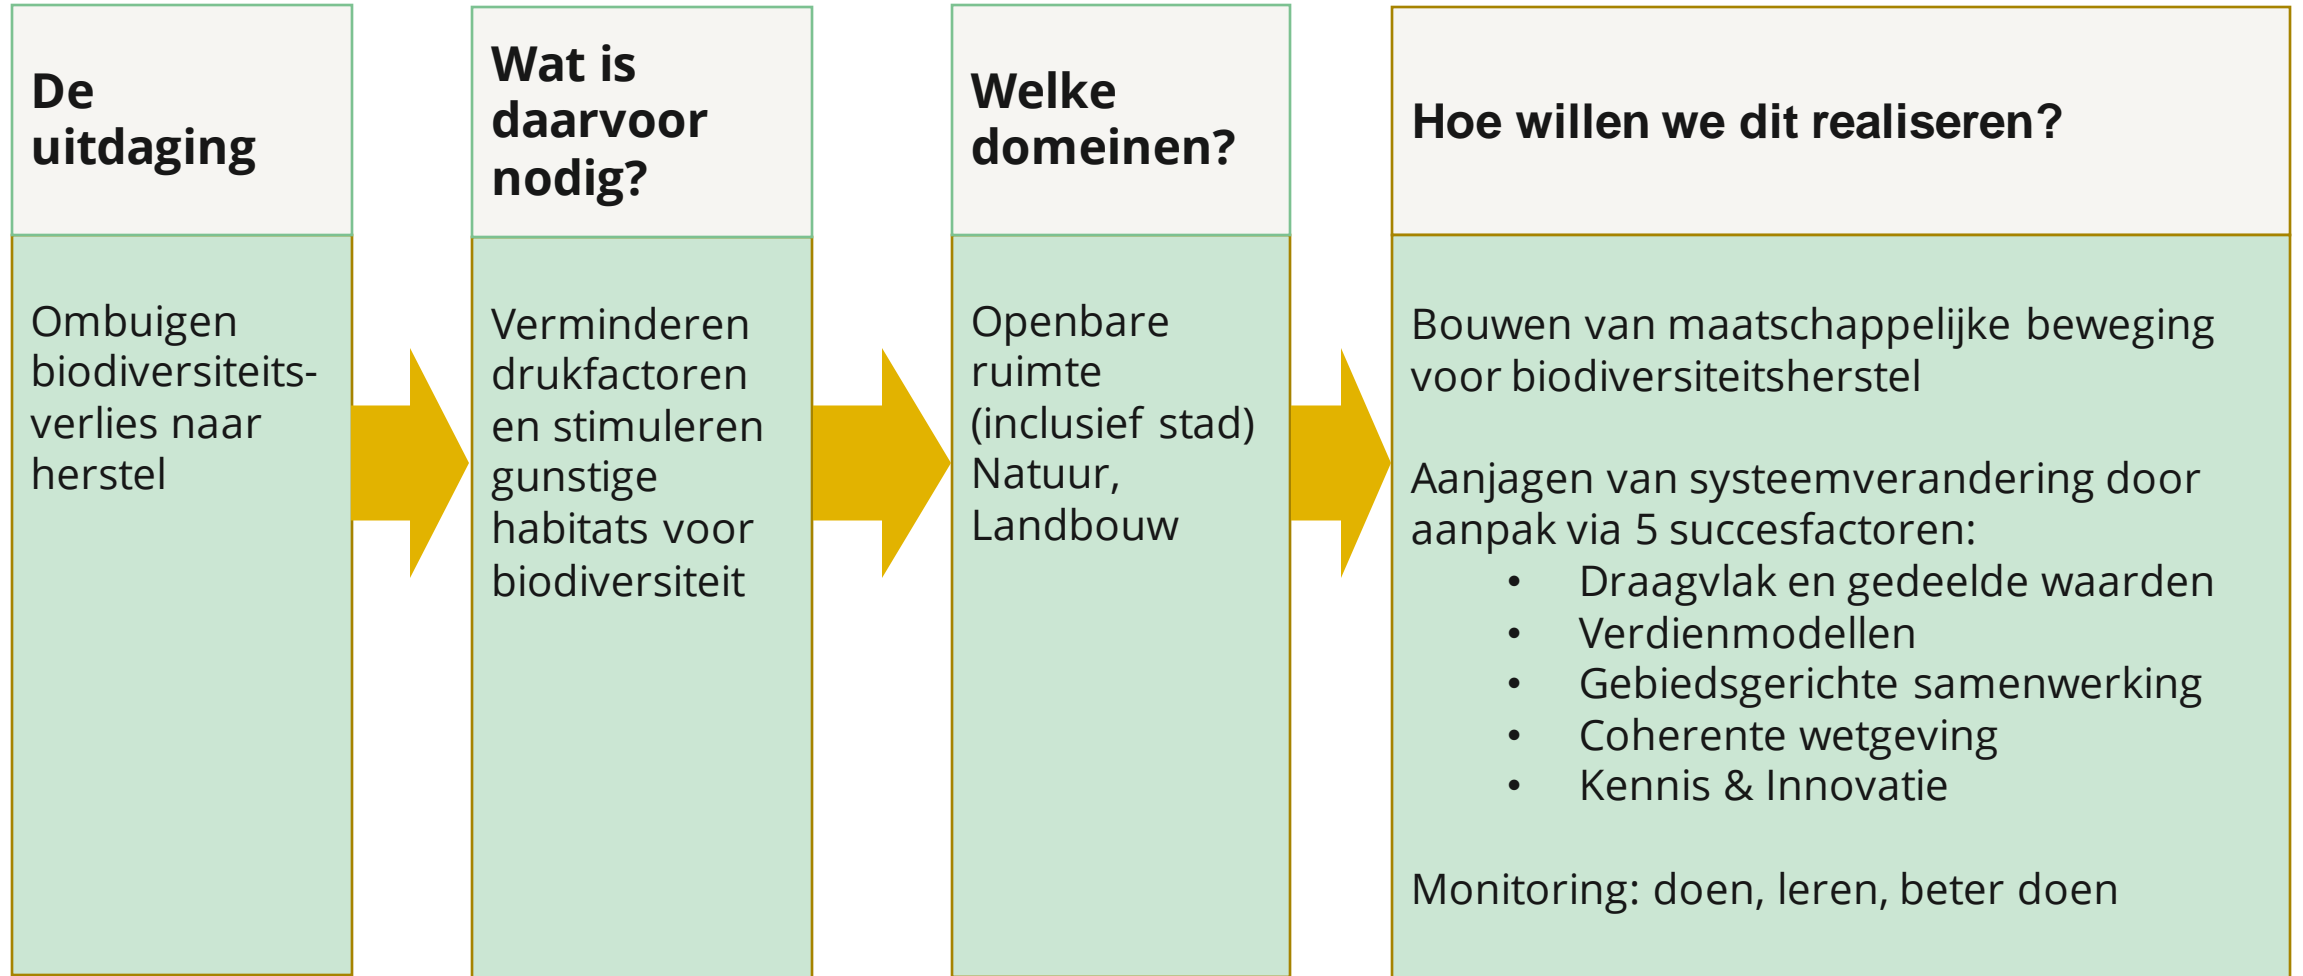 De
uitdaging
Ombuigen
biodiversiteits-
verlies naar
herstel
Wat is
daarvoor
nodig?
Verminderen
drukfactoren
en stimuleren
gunstige
habitats voor
biodiversiteit
Welke
domeinen?
Openbare
ruimte
(inclusief stad)
Natuur,
Landbouw
Hoe willen we dit realiseren?
Bouwen van maatschappelijke beweging
voor biodiversiteitsherstel
Aanjagen van systeemverandering door
aanpak via 5 succesfactoren:
• Draagvlak en gedeelde waarden
• Verdienmodellen
• Gebiedsgerichte samenwerking
• Coherente wetgeving
• Kennis & Innovatie
Monitoring: doen, leren, beter doen